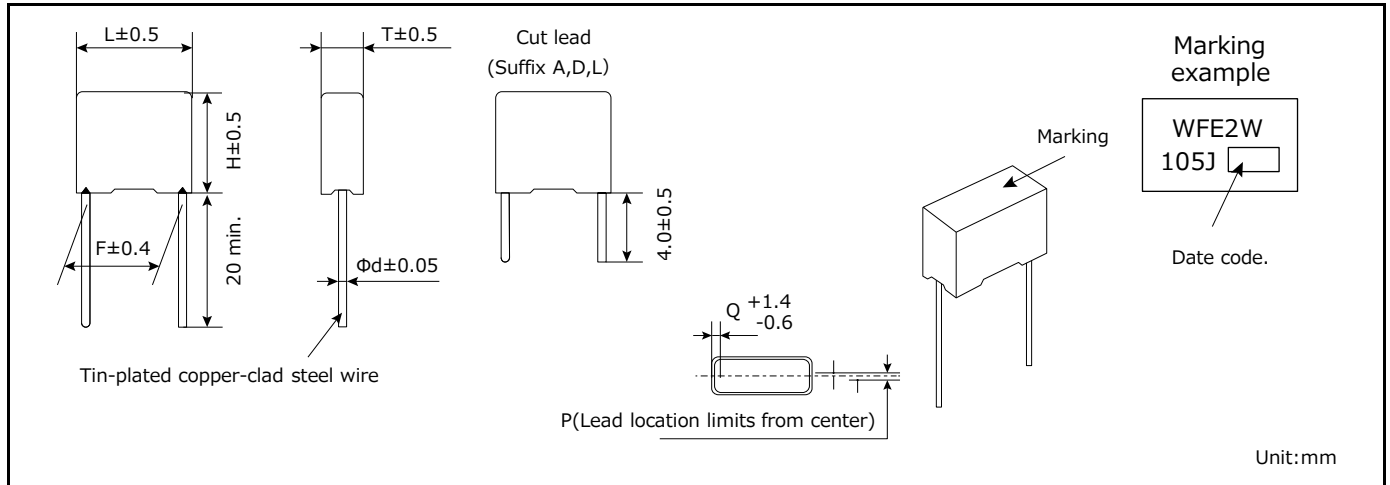 L±0.5
T±0.5
Cut lead
(Suffix A,D,L)
H±0.5
20 min.
F±0.4
Φd±0.05
4.0±0.5
Tin-plated copper-clad steel wire
Q +1.4
-0.6
P(Lead location limits from center)
Marking
Marking
example
WFE2W
105J
Date code.
Unit:mm